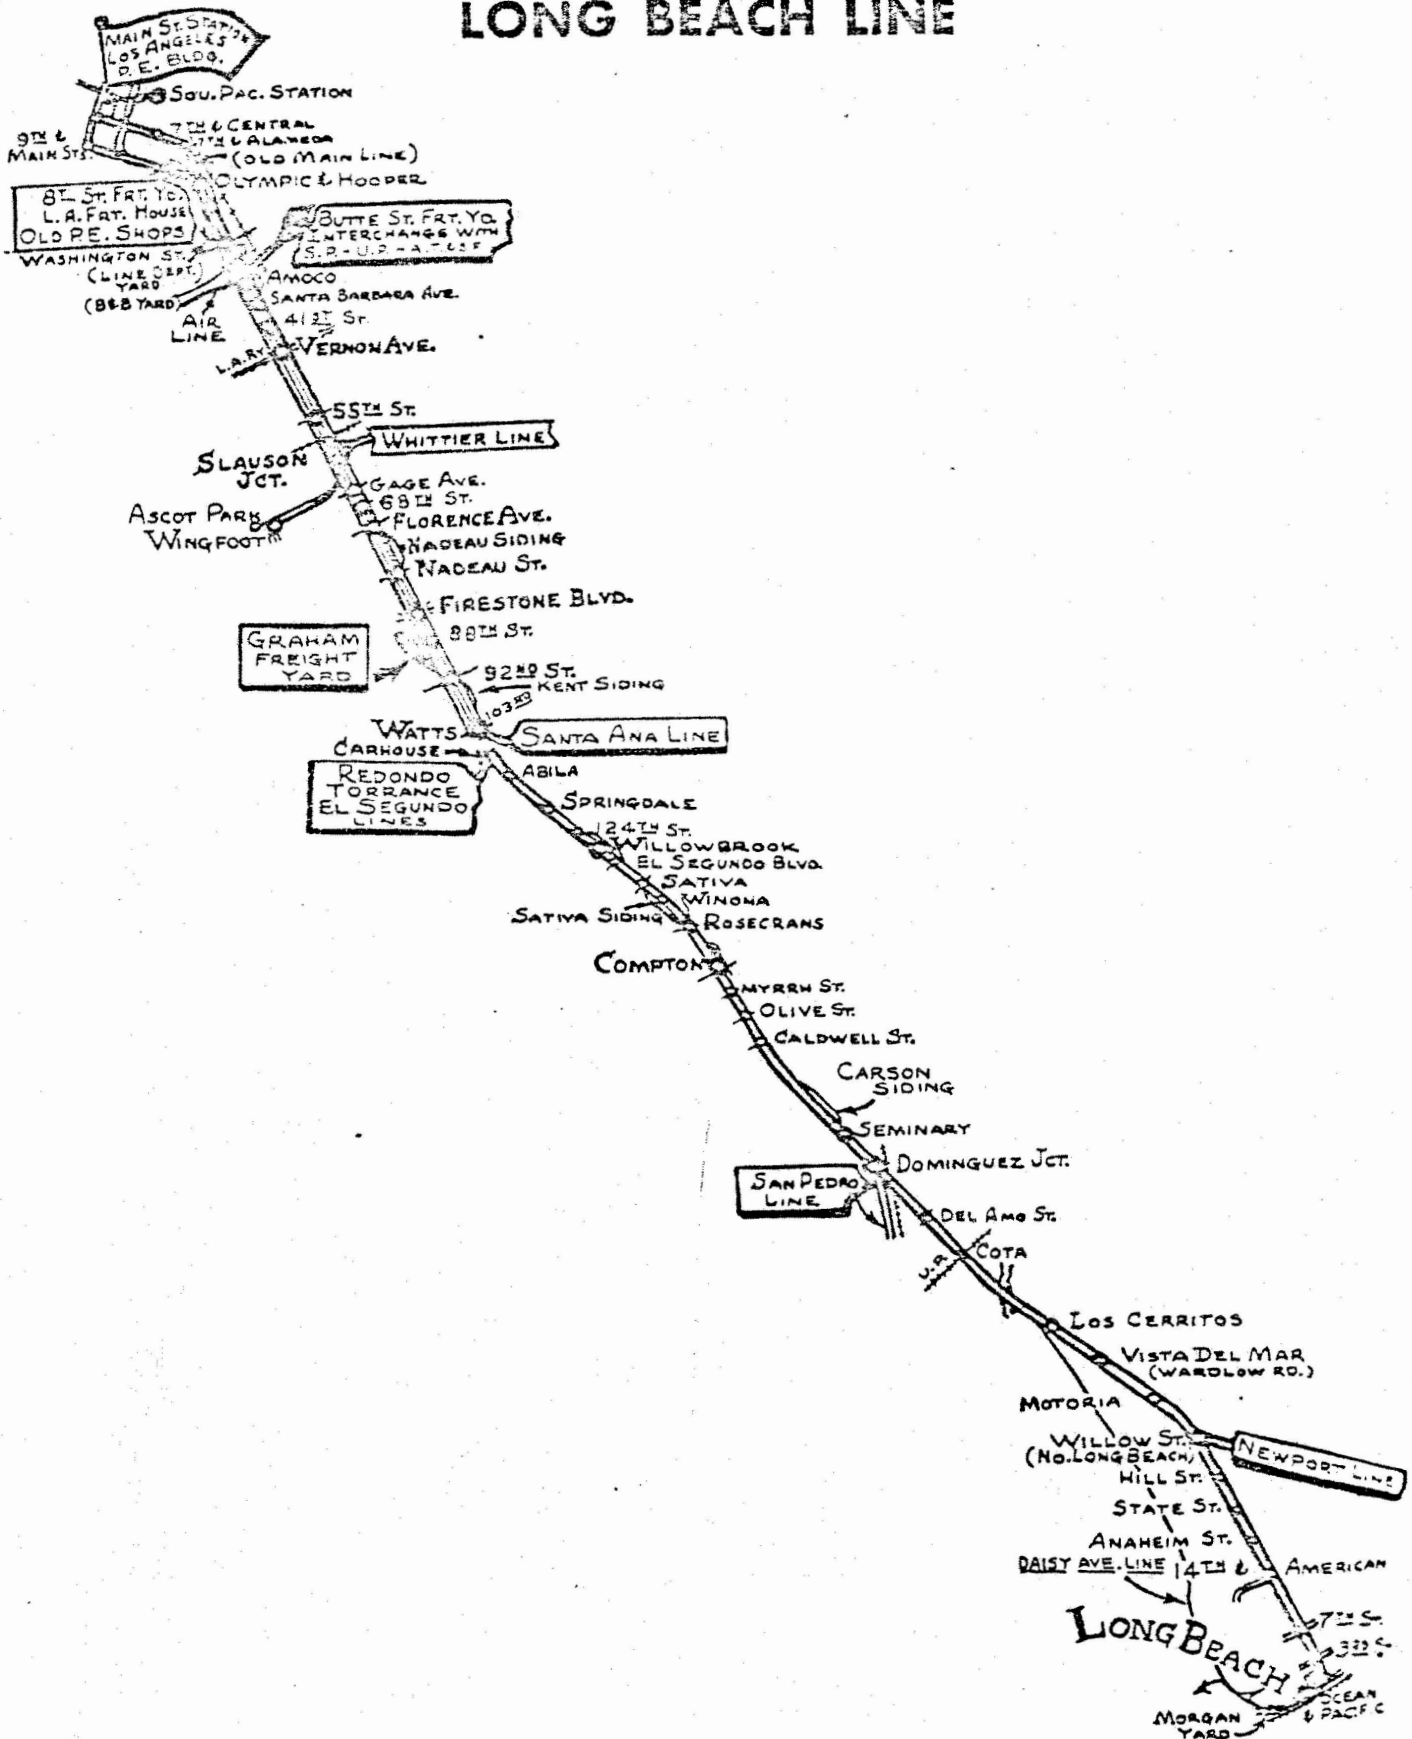 LONG BEACH LINE
MAIN ST. STATION
LOS ANGELES
P. E. BLDG.
SOU. PAC. STATION
7TH & CENTRAL
7TH & ALAMEDA
9TH &
MAIN STS.
(OLD MAIN LINE)
OLYMPIC & HOOPER
8TH ST. FRT. YD.
L.A. FRT. HOUSE
OLD P.E. SHOPS
BUTTE ST. FRT. YD.
INTERCHANGE WITH
S.P. - U.P. - A.T.&S.F.
WASHINGTON ST.
(LINE DEPT.
YARD)
(B&B YARD)
AMOCO
SANTA BARBARA AVE.
AIR
LINE
41ST ST.
L.A.RY.
VERNON AVE.
55TH ST.
WHITTIER LINE
SLAUSON
JCT.
GAGE AVE.
68TH ST.
ASCOT PARK
WINGFOOT
FLORENCE AVE.
NADEAU SIDING
NADEAU ST.
FIRESTONE BLVD.
88TH ST.
GRAHAM
FREIGHT
YARD
92ND ST.
KENT SIDING
103RD
WATTS
CARHOUSE
SANTA ANA LINE
REDONDO
TORRANCE
EL SEGUNDO
LINES
ABILA
SPRINGDALE
124TH ST.
WILLOWBROOK
EL SEGUNDO BLVD.
SATIVA
WINONA
SATIVA SIDING
ROSECRANS
COMPTON
MYRRH ST.
OLIVE ST.
CALDWELL ST.
CARSON
SIDING
SEMINARY
DOMINGUEZ JCT.
SAN PEDRO
LINE
DEL AMO ST.
U.P.
COTA
LOS CERRITOS
VISTA DEL MAR
(WARDLOW RD.)
MOTORIA
WILLOW ST.
(NO. LONG BEACH)
NEWPORT LINE
HILL ST.
STATE ST.
ANAHEIM ST.
DAISY AVE. LINE
14TH &
AMERICAN
LONG BEACH
7TH ST.
3RD ST.
OCEAN
& PACIFIC
MORGAN
YARD